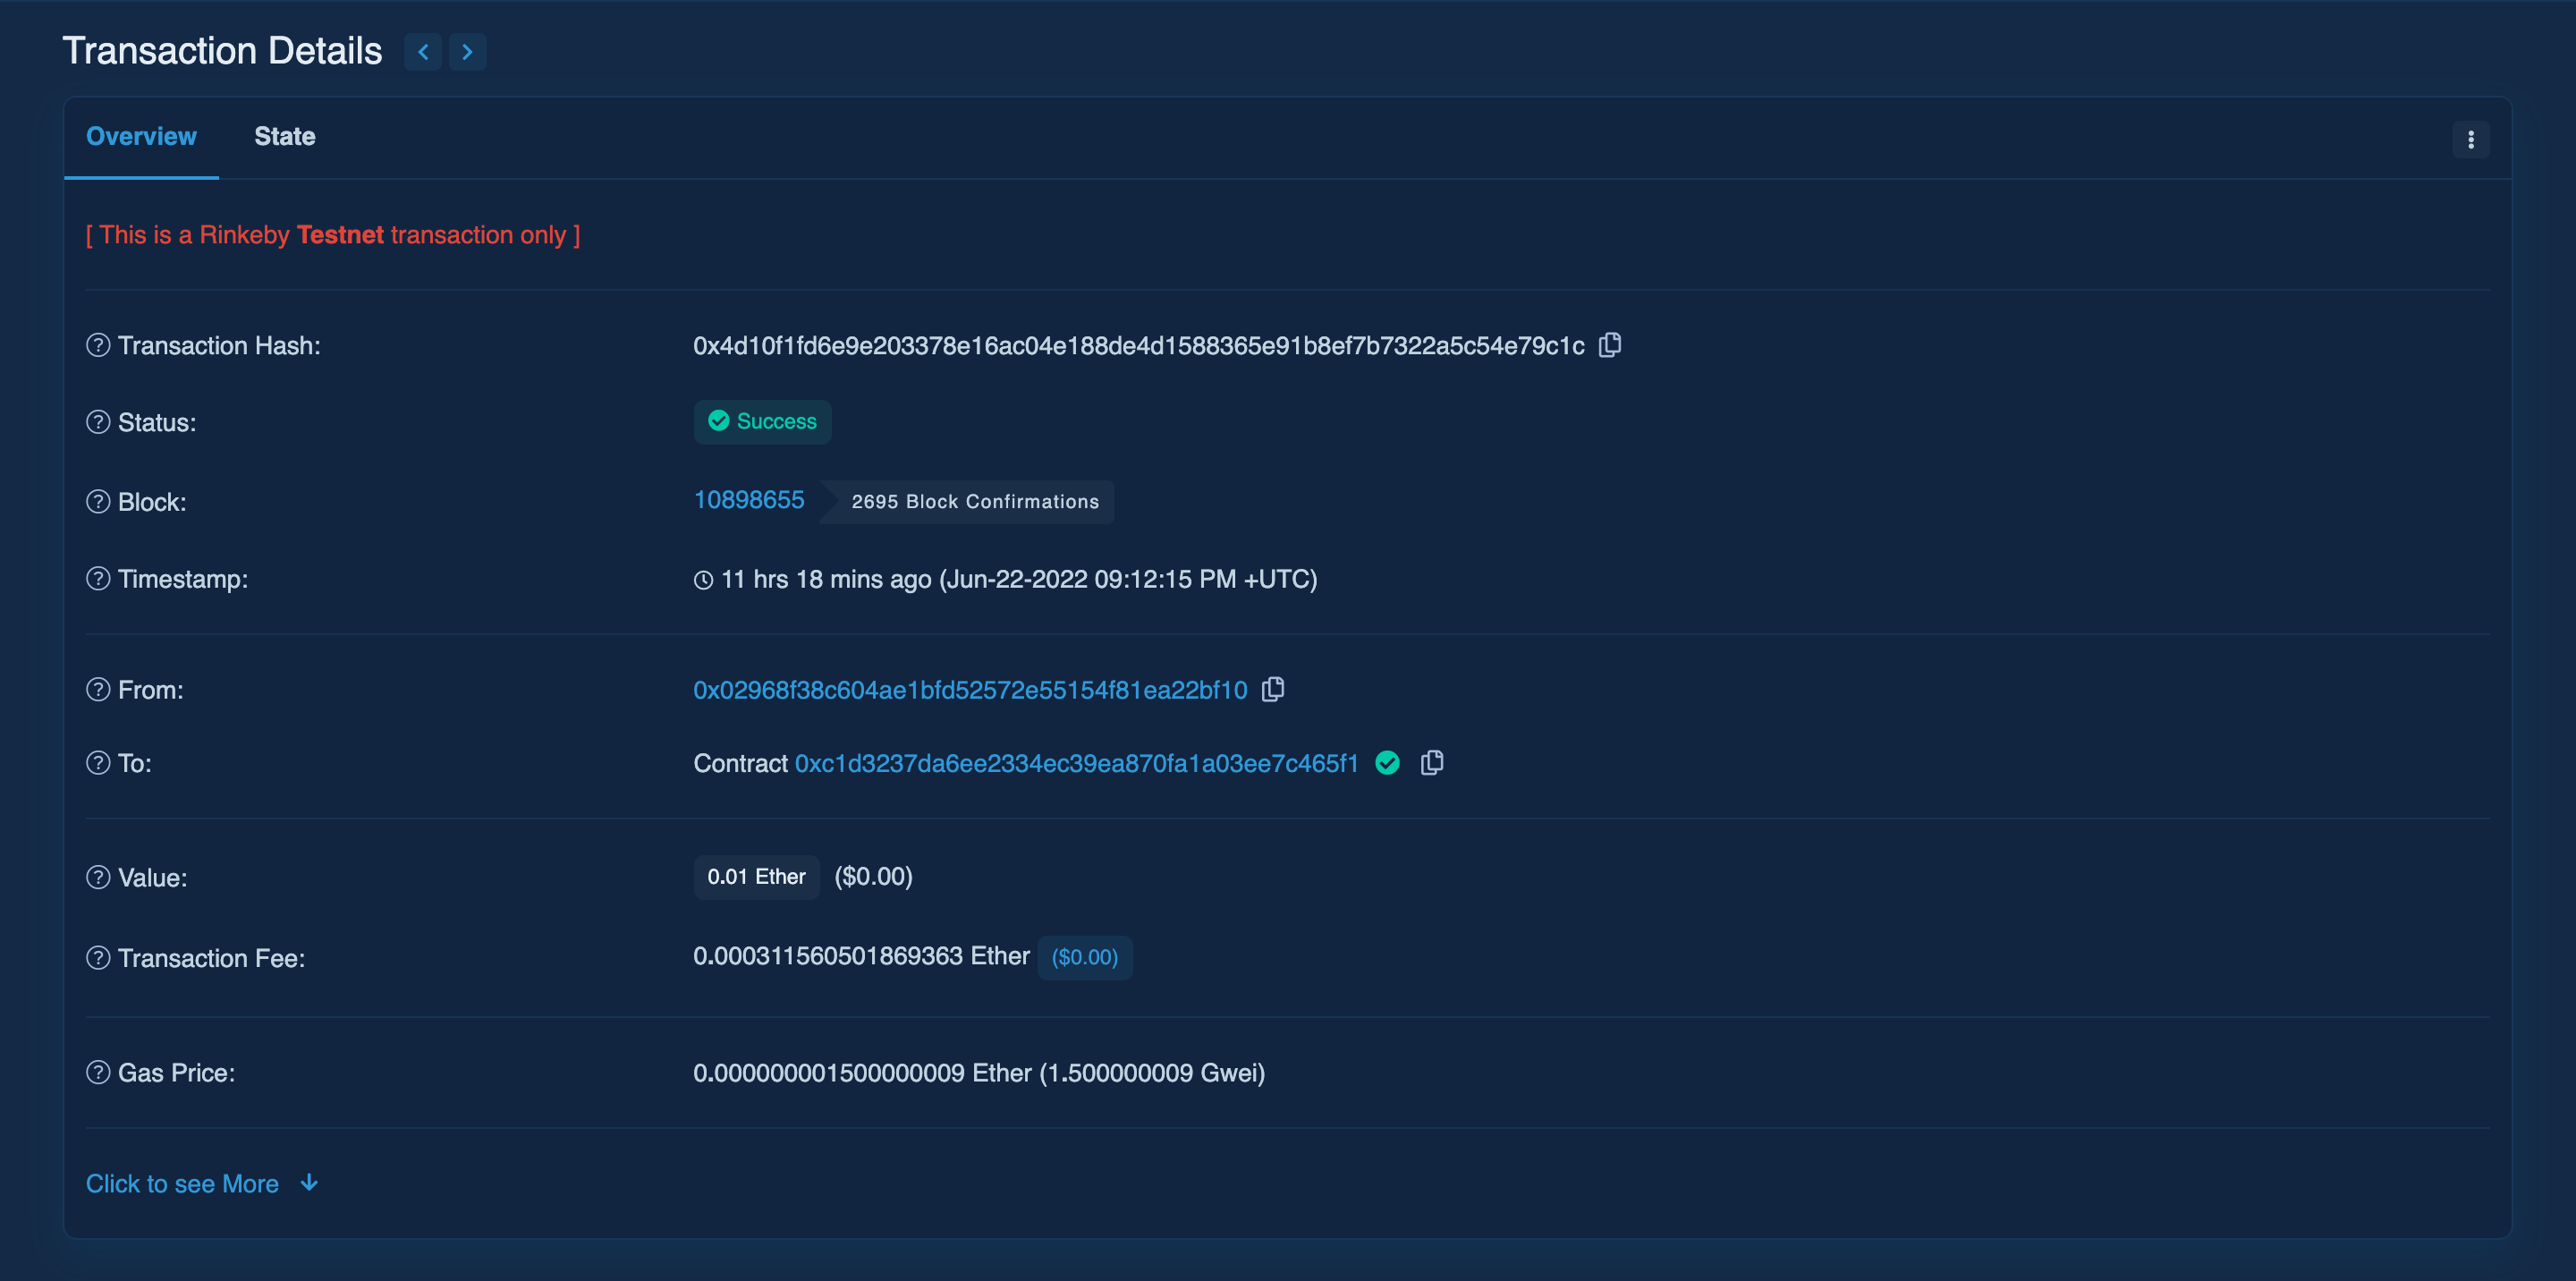 Transaction Details
Overview State
[ This is a Rinkeby Testnet transaction only ]
Transaction Hash: 0x4d10f1fd6e9e203378e16ac04e188de4d1588365e91b8ef7b7322a5c54e79c1c
Status: Success
Block: 10898655 2695 Block Confirmations
Timestamp: 11 hrs 18 mins ago (Jun-22-2022 09:12:15 PM +UTC)
From: 0x02968f38c604ae1bfd52572e55154f81ea22bf10
To: Contract 0xc1d3237da6ee2334ec39ea870fa1a03ee7c465f1
Value: 0.01 Ether ($0.00)
Transaction Fee: 0.000311560501869363 Ether ($0.00)
Gas Price: 0.000000001500000009 Ether (1.500000009 Gwei)
Click to see More